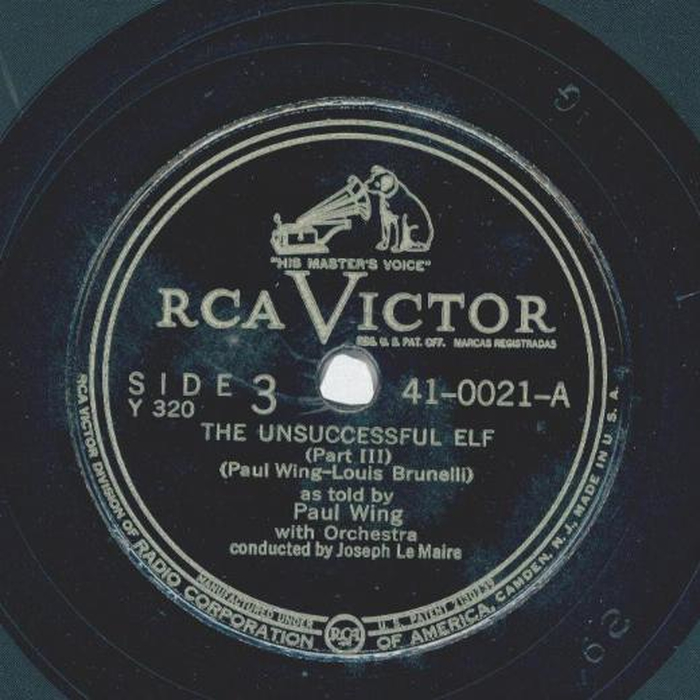 "HIS MASTER'S VOICE"
RCA VICTOR
REG. U. S. PAT. OFF. MARCAS REGISTRADAS
SIDE 3
41-0021-A
Y 320
THE UNSUCCESSFUL ELF
(Part III)
(Paul Wing-Louis Brunelli)
as told by
Paul Wing
with Orchestra
conducted by Joseph Le Maire
MANUFACTURED UNDER U. S. PATENT
RCA VICTOR DIVISION OF RADIO CORPORATION OF AMERICA, CAMDEN, N. J., MADE IN U. S. A.
RCA